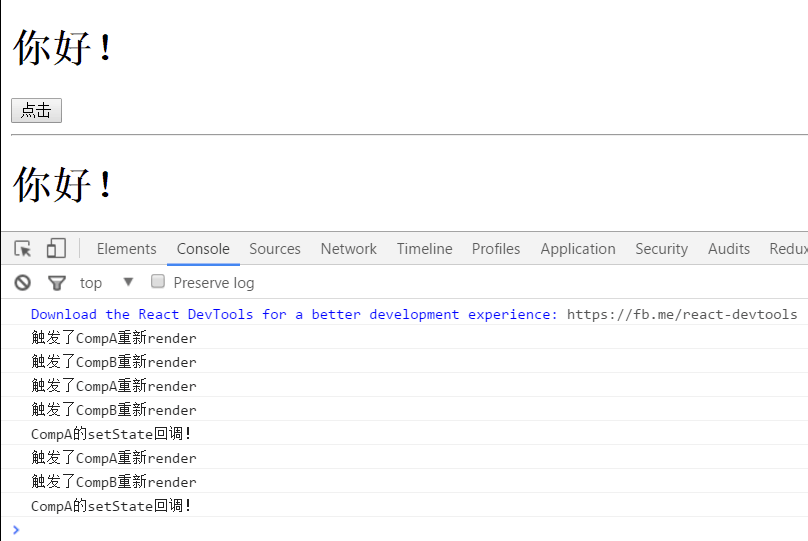 你好！
点击
你好！
Elements Console Sources Network Timeline Profiles Application Security Audits Redux
top Preserve log
Download the React DevTools for a better development experience: https://fb.me/react-devtools
触发了CompA重新render
触发了CompB重新render
触发了CompA重新render
触发了CompB重新render
CompA的setState回调!
触发了CompA重新render
触发了CompB重新render
CompA的setState回调!